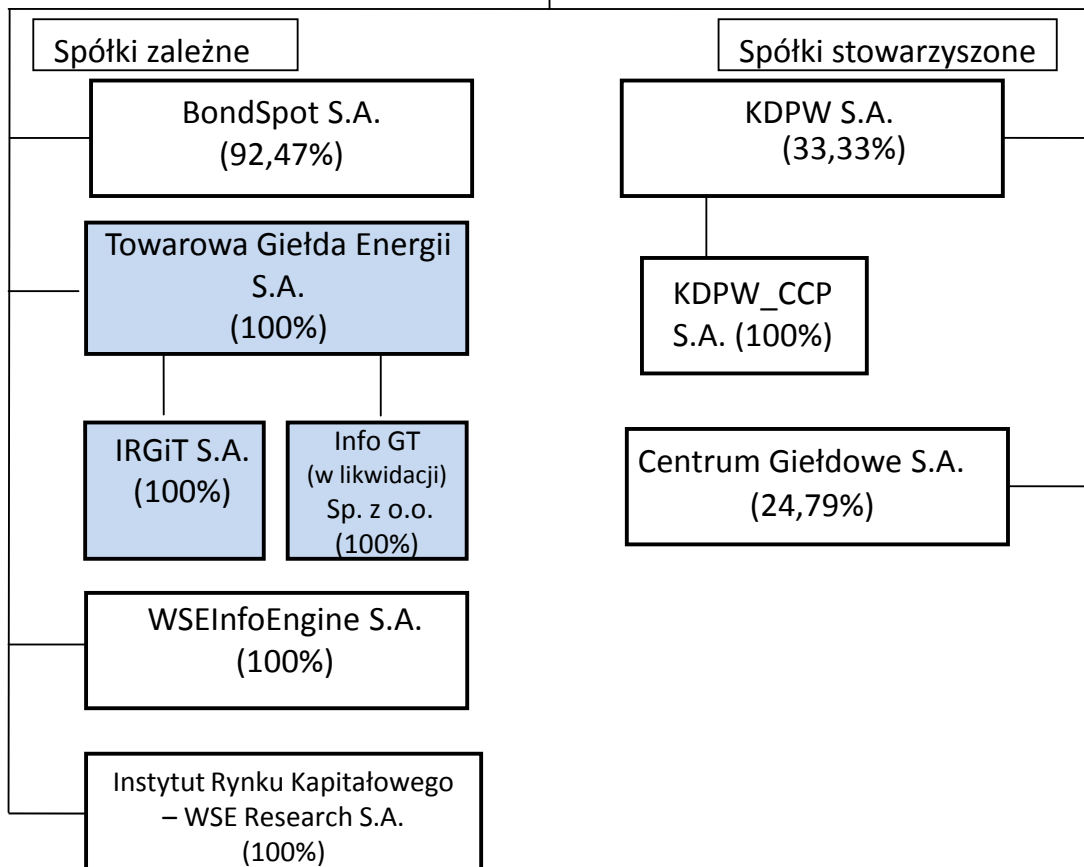 Spółki zależne
BondSpot S.A.
(92,47%)
Towarowa Giełda Energii
S.A.
(100%)
IRGiT S.A.
(100%)
Info GT
(w likwidacji)
Sp. z o.o.
(100%)
WSEInfoEngine S.A.
(100%)
Instytut Rynku Kapitałowego
– WSE Research S.A.
(100%)
Spółki stowarzyszone
KDPW S.A.
(33,33%)
KDPW_CCP
S.A. (100%)
Centrum Giełdowe S.A.
(24,79%)